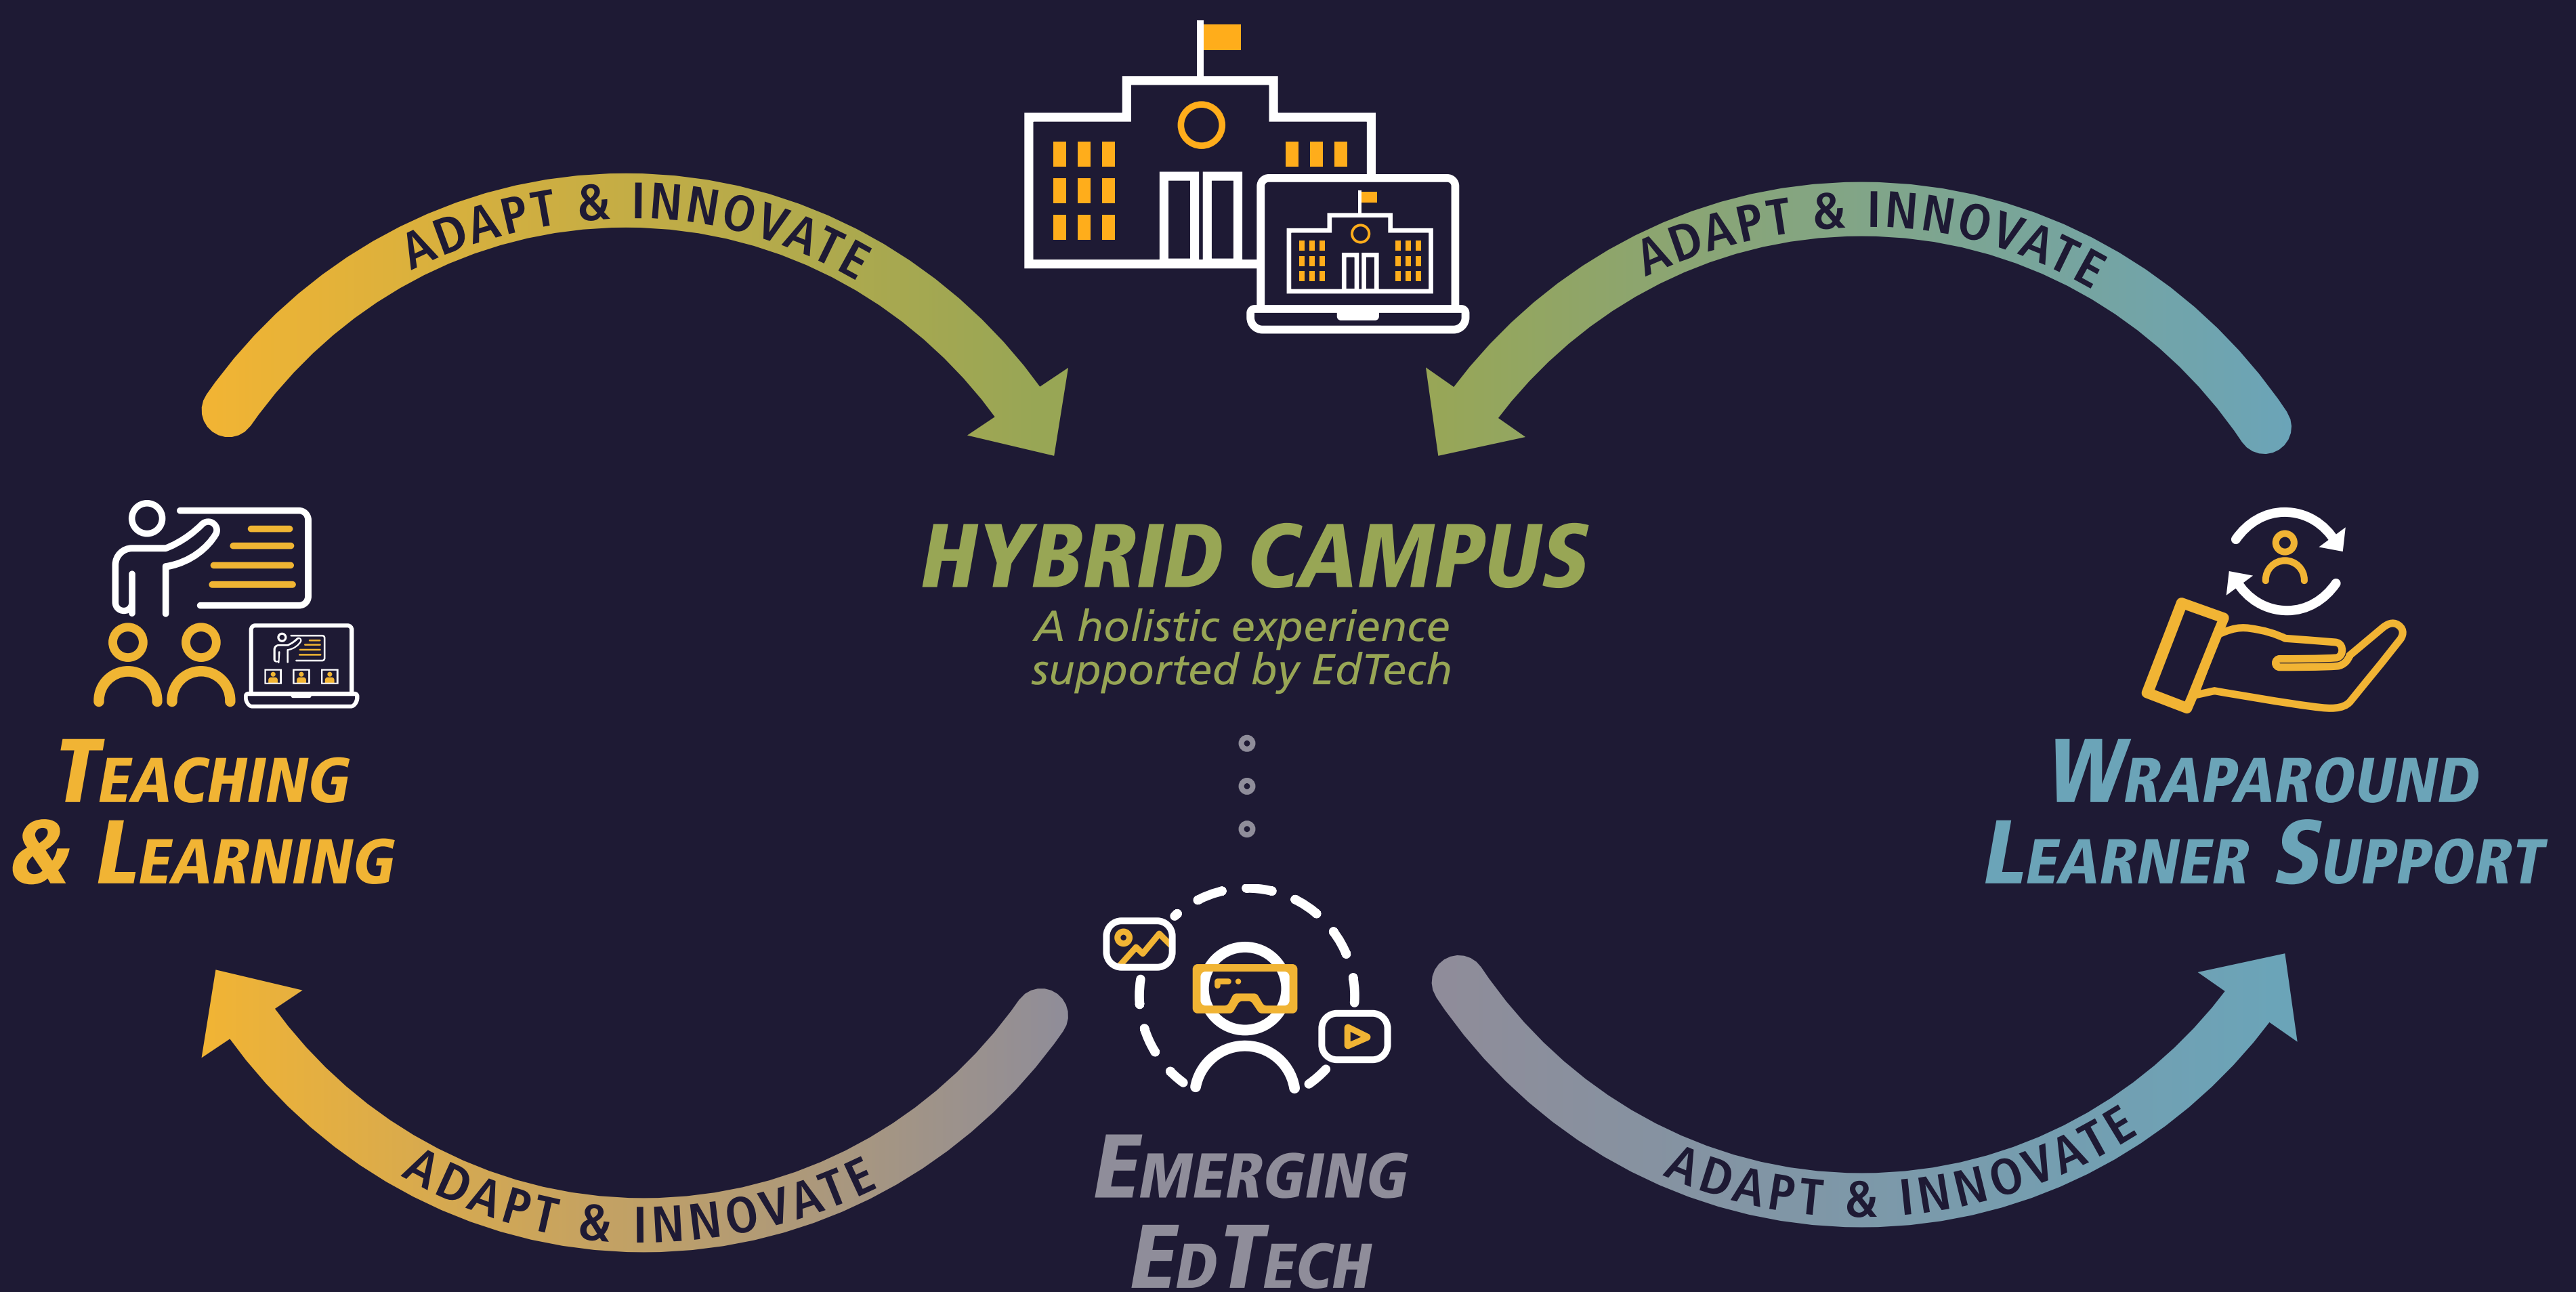 ADAPT & INNOVATE
ADAPT & INNOVATE
HYBRID CAMPUS
A holistic experience
supported by EdTech
TEACHING
& LEARNING
WRAPAROUND
LEARNER SUPPORT
ADAPT & INNOVATE
ADAPT & INNOVATE
EMERGING
EDTECH